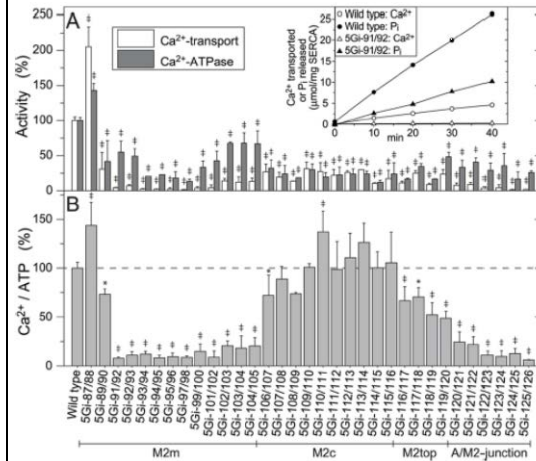 A
Activity (%)
250
200
150
100
50
0
Ca²⁺-transport
Ca²⁺-ATPase
Ca²⁺ transported
or Pᵢ released
(μmol/mg SERCA)
30
25
20
15
10
5
0
Wild type: Ca²⁺
Wild type: Pᵢ
5Gi-91/92: Ca²⁺
5Gi-91/92: Pᵢ
0 10 20 30 40
min
B
Ca²⁺ / ATP (%)
150
100
50
0
Wild type
5Gi-87/88
5Gi-89/90
5Gi-91/92
5Gi-92/93
5Gi-93/94
5Gi-94/95
5Gi-95/96
5Gi-97/98
5Gi-99/100
5Gi-101/102
5Gi-102/103
5Gi-103/104
5Gi-104/105
5Gi-106/107
5Gi-107/108
5Gi-108/109
5Gi-109/110
5Gi-110/111
5Gi-111/112
5Gi-112/113
5Gi-113/114
5Gi-114/115
5Gi-115/116
5Gi-116/117
5Gi-117/118
5Gi-118/119
5Gi-119/120
5Gi-120/121
5Gi-121/122
5Gi-122/123
5Gi-123/124
5Gi-124/125
5Gi-125/126
M2m M2c M2top A/M2-junction